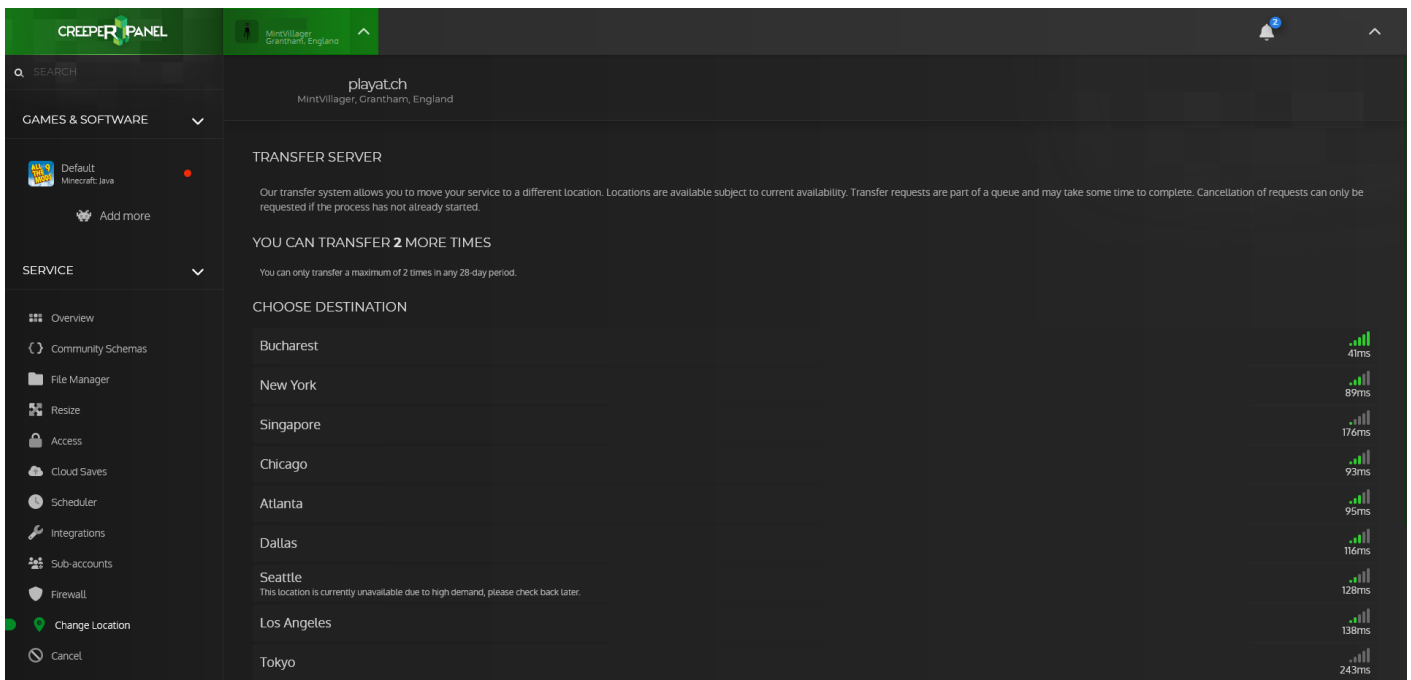 CREEPERPANEL
MintVillager
Grantham, England
2
SEARCH
playat.ch
MintVillager, Grantham, England
GAMES & SOFTWARE
Default
Minecraft: Java
Add more
SERVICE
Overview
Community Schemas
File Manager
Resize
Access
Cloud Saves
Scheduler
Integrations
Sub-accounts
Firewall
Change Location
Cancel
TRANSFER SERVER
Our transfer system allows you to move your service to a different location. Locations are available subject to current availability. Transfer requests are part of a queue and may take some time to complete. Cancellation of requests can only be
requested if the process has not already started.
YOU CAN TRANSFER 2 MORE TIMES
You can only transfer a maximum of 2 times in any 28-day period.
CHOOSE DESTINATION
Bucharest
41ms
New York
89ms
Singapore
176ms
Chicago
93ms
Atlanta
95ms
Dallas
116ms
Seattle
This location is currently unavailable due to high demand, please check back later.
128ms
Los Angeles
138ms
Tokyo
243ms